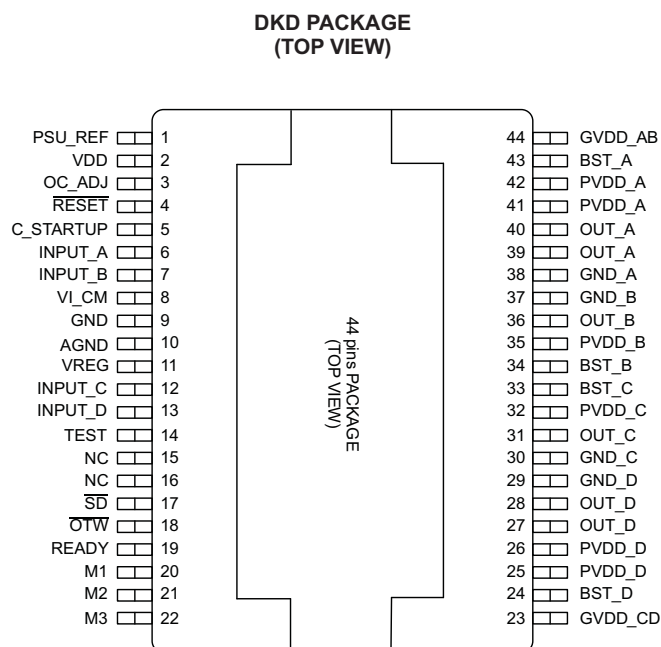 DKD PACKAGE
(TOP VIEW)
PSU_REF 1 44 GVDD_AB
VDD 2 43 BST_A
OC_ADJ 3 42 PVDD_A
RESET 4 41 PVDD_A
C_STARTUP 5 40 OUT_A
INPUT_A 6 39 OUT_A
INPUT_B 7 38 GND_A
VI_CM 8 37 GND_B
GND 9 36 OUT_B
AGND 10 35 PVDD_B
VREG 11 34 BST_B
INPUT_C 12 33 BST_C
INPUT_D 13 32 PVDD_C
TEST 14 31 OUT_C
NC 15 30 GND_C
NC 16 29 GND_D
SD 17 28 OUT_D
OTW 18 27 OUT_D
READY 19 26 PVDD_D
M1 20 25 PVDD_D
M2 21 24 BST_D
M3 22 23 GVDD_CD
44 pins PACKAGE
(TOP VIEW)